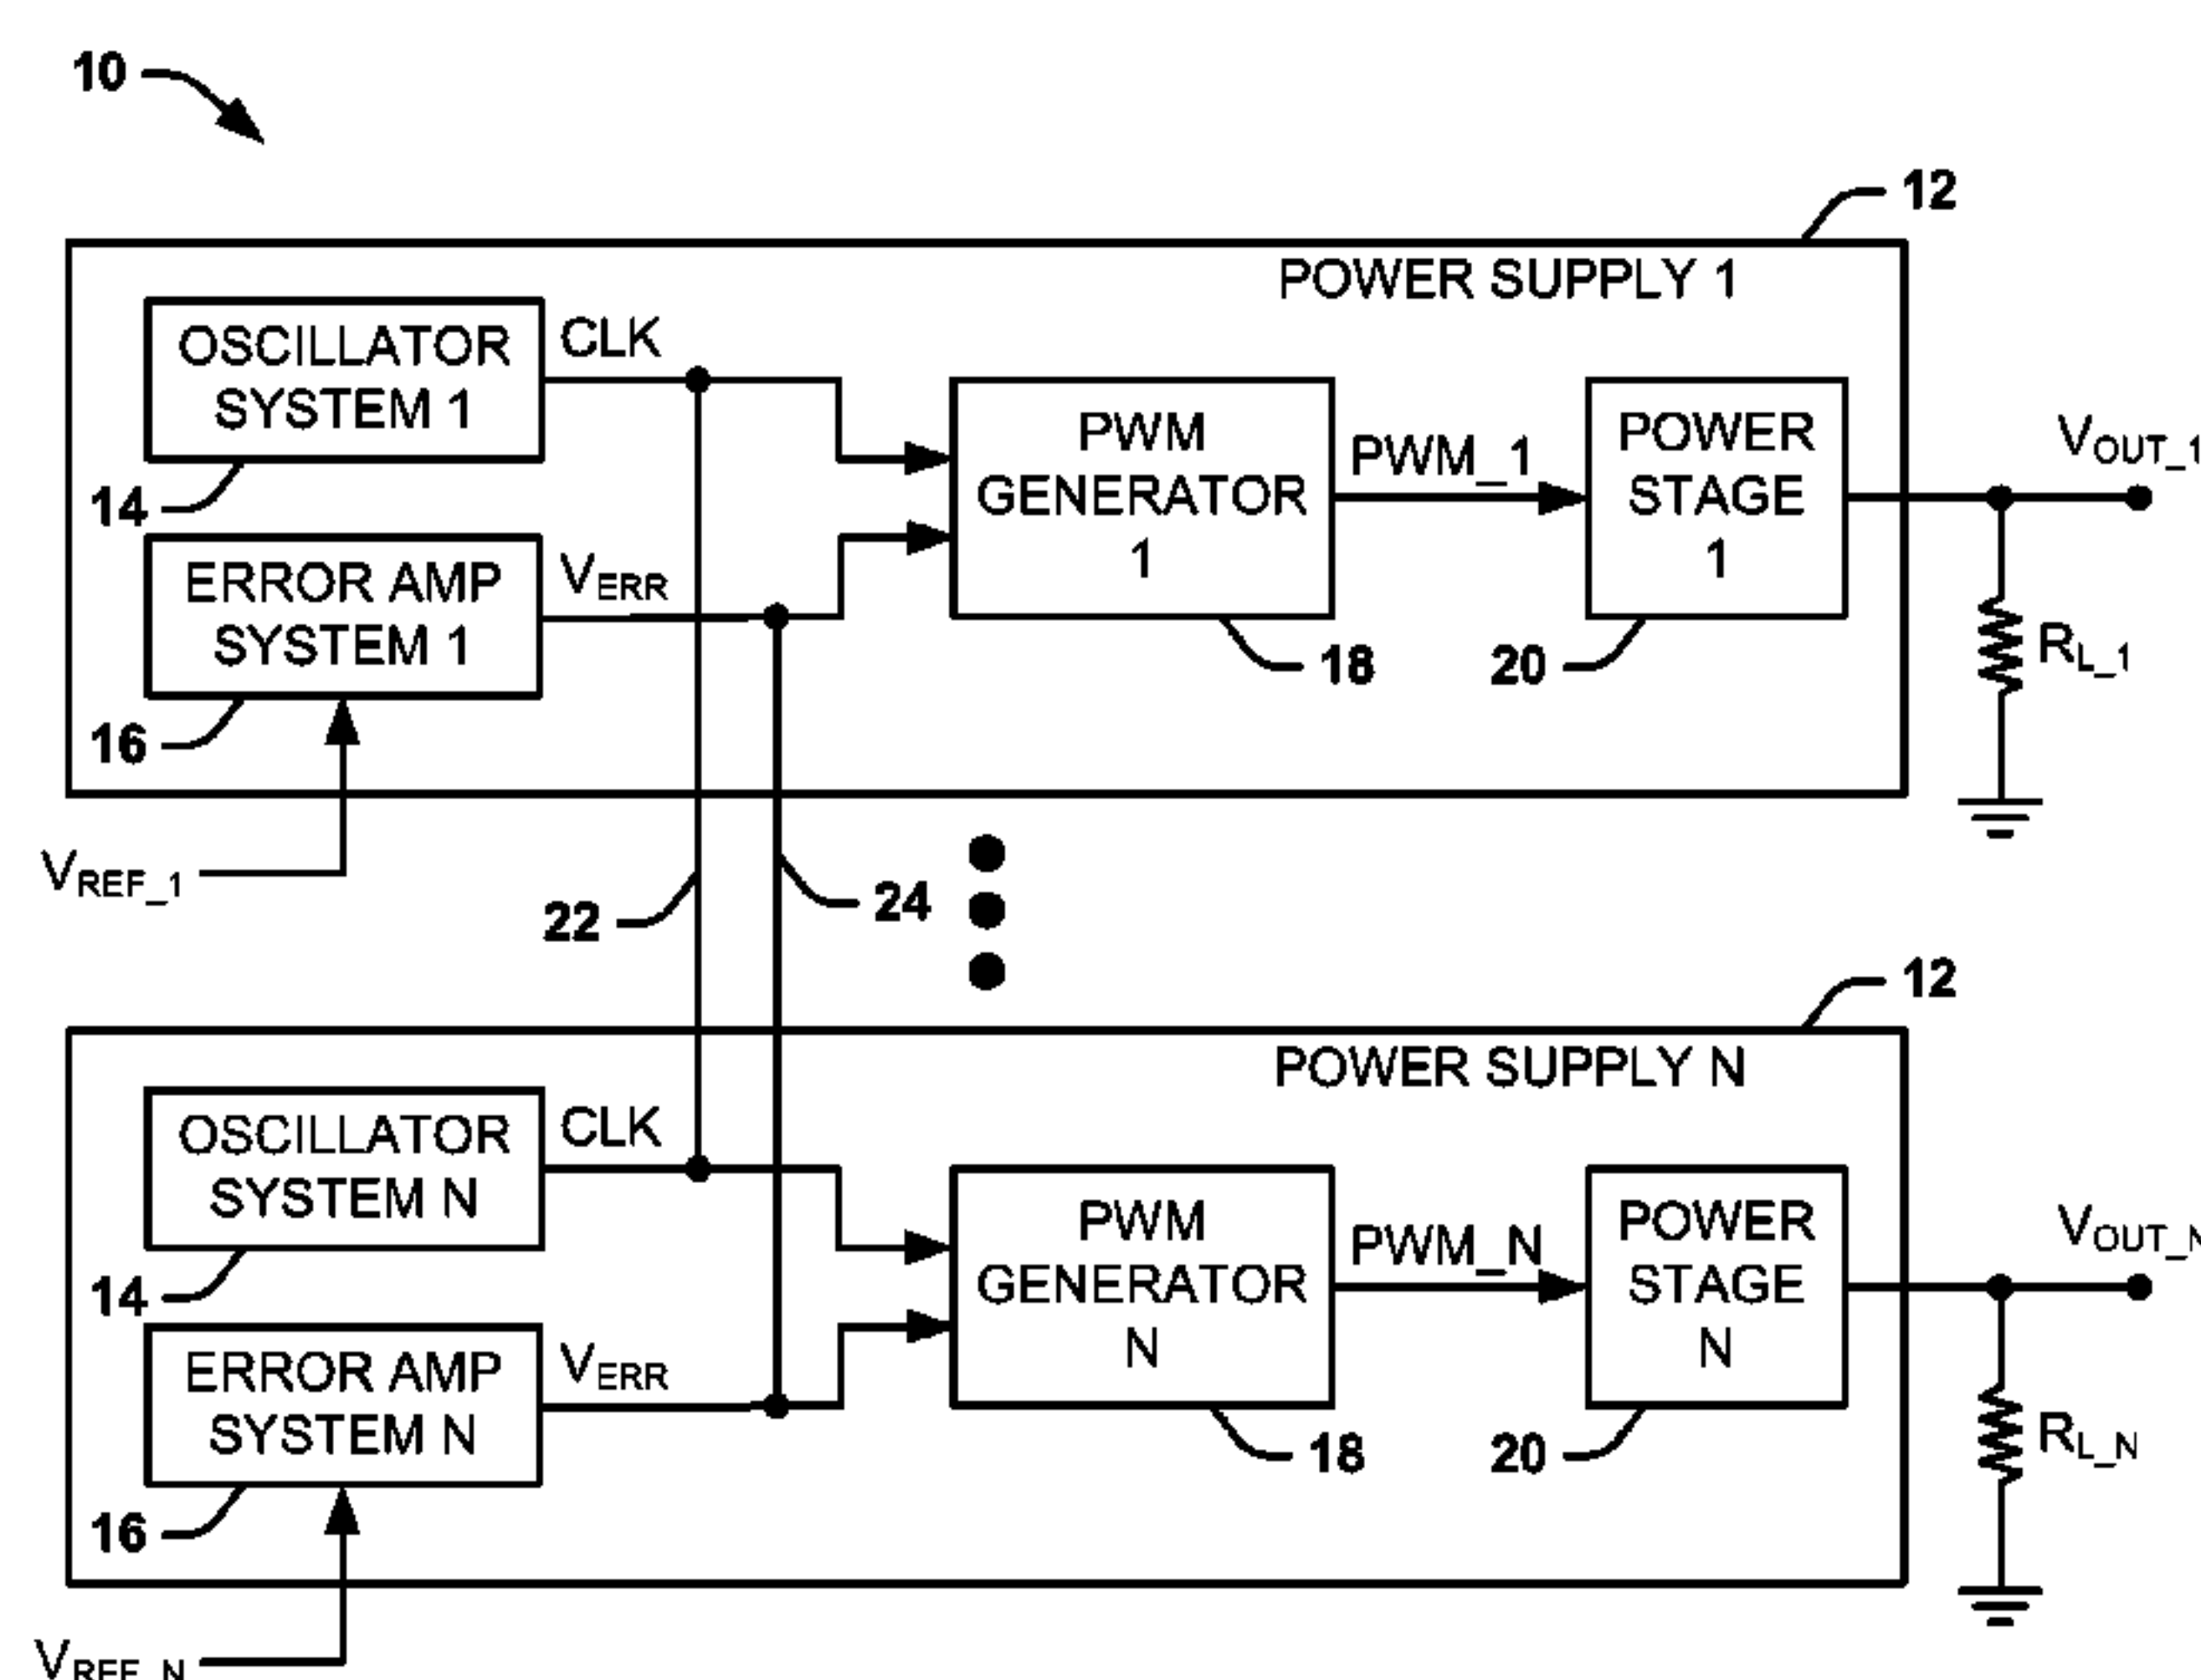 10
12
POWER SUPPLY 1
OSCILLATOR
SYSTEM 1
CLK
14
ERROR AMP
SYSTEM 1
VERR
16
VREF_1
PWM
GENERATOR
1
18
PWM_1
POWER
STAGE
1
20
VOUT_1
RL_1
22
24
12
POWER SUPPLY N
OSCILLATOR
SYSTEM N
CLK
14
ERROR AMP
SYSTEM N
VERR
16
VREF_N
PWM
GENERATOR
N
18
PWM_N
POWER
STAGE
N
20
VOUT_N
RL_N